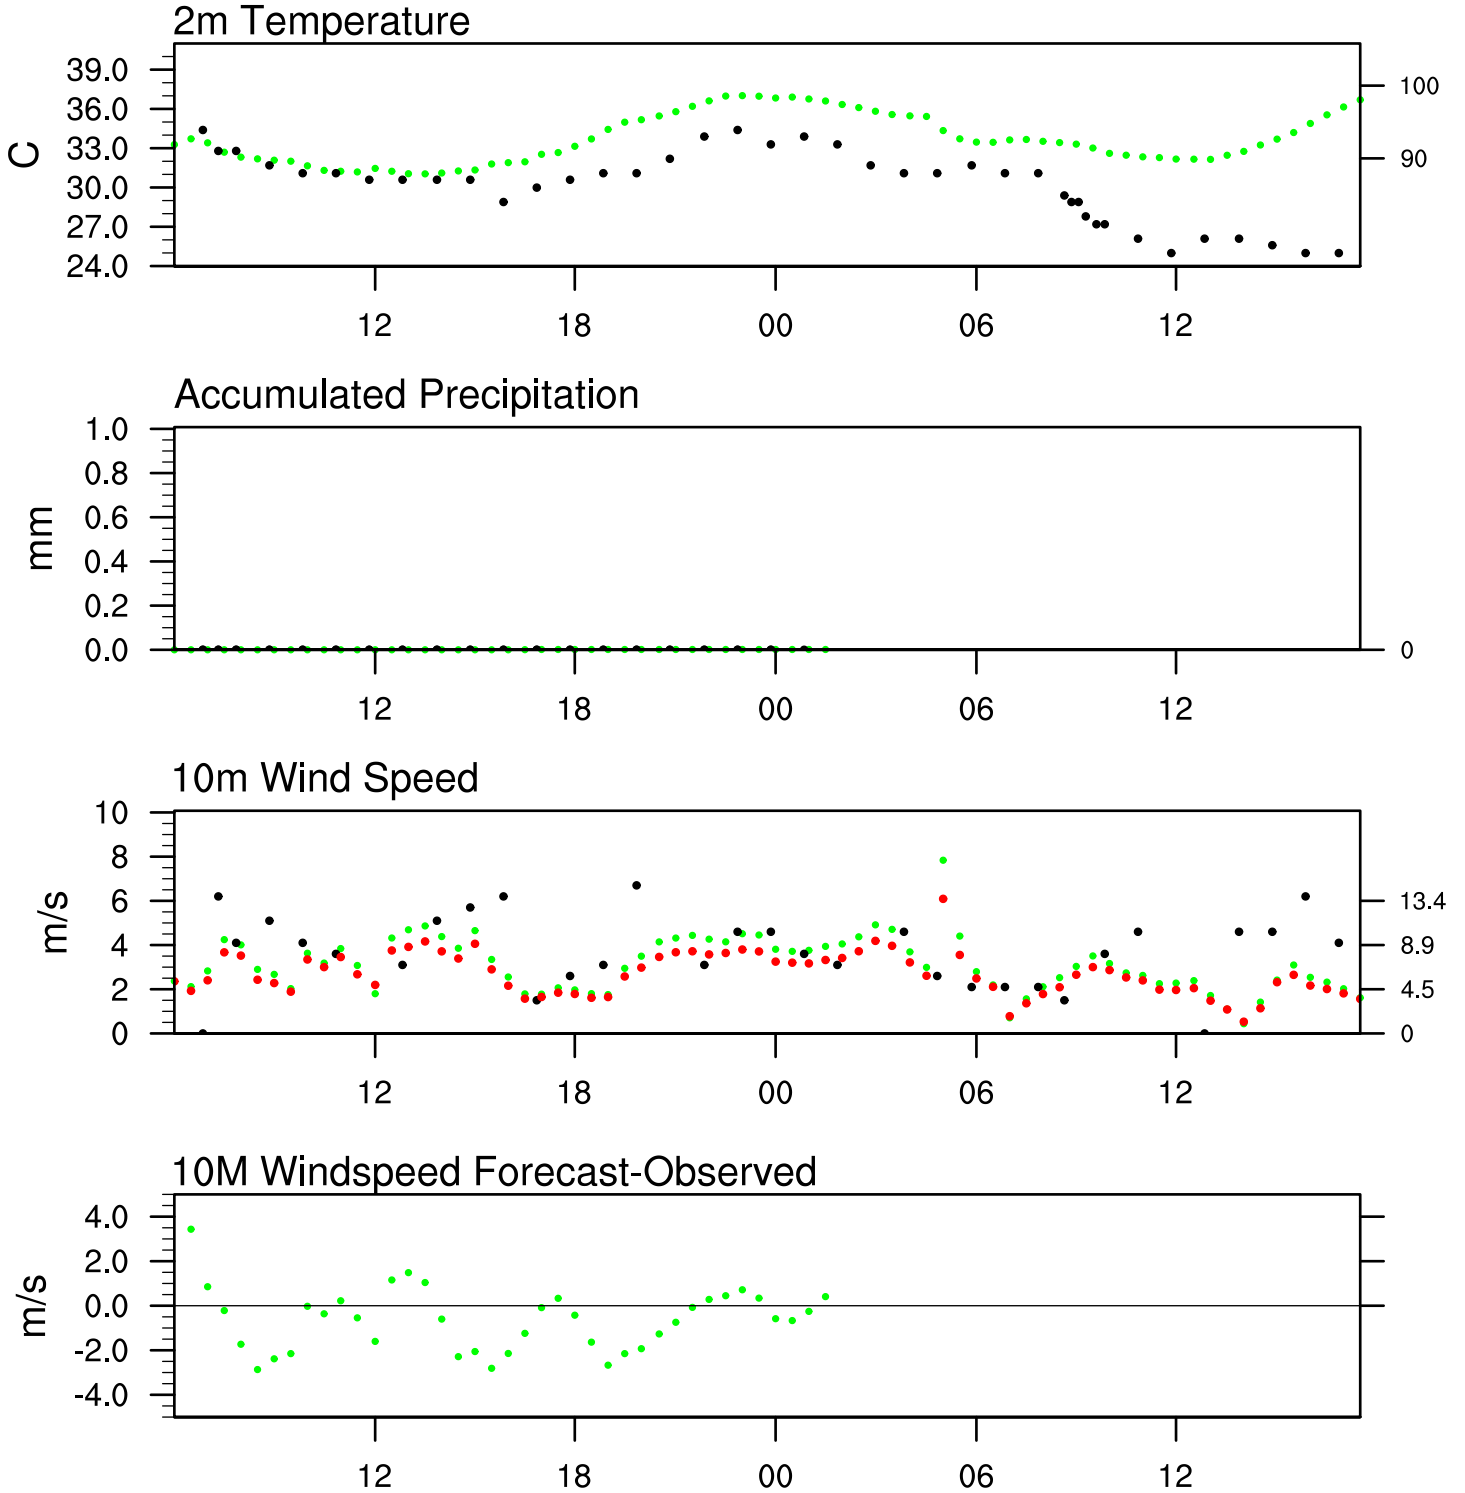 2m Temperature
39.0
36.0
33.0
30.0
27.0
24.0
C
100
90
12 18 00 06 12
Accumulated Precipitation
1.0
0.8
0.6
0.4
0.2
0.0
mm
0
12 18 00 06 12
10m Wind Speed
10
8
6
4
2
0
m/s
13.4
8.9
4.5
0
12 18 00 06 12
10M Windspeed Forecast-Observed
4.0
2.0
0.0
-2.0
-4.0
m/s
12 18 00 06 12